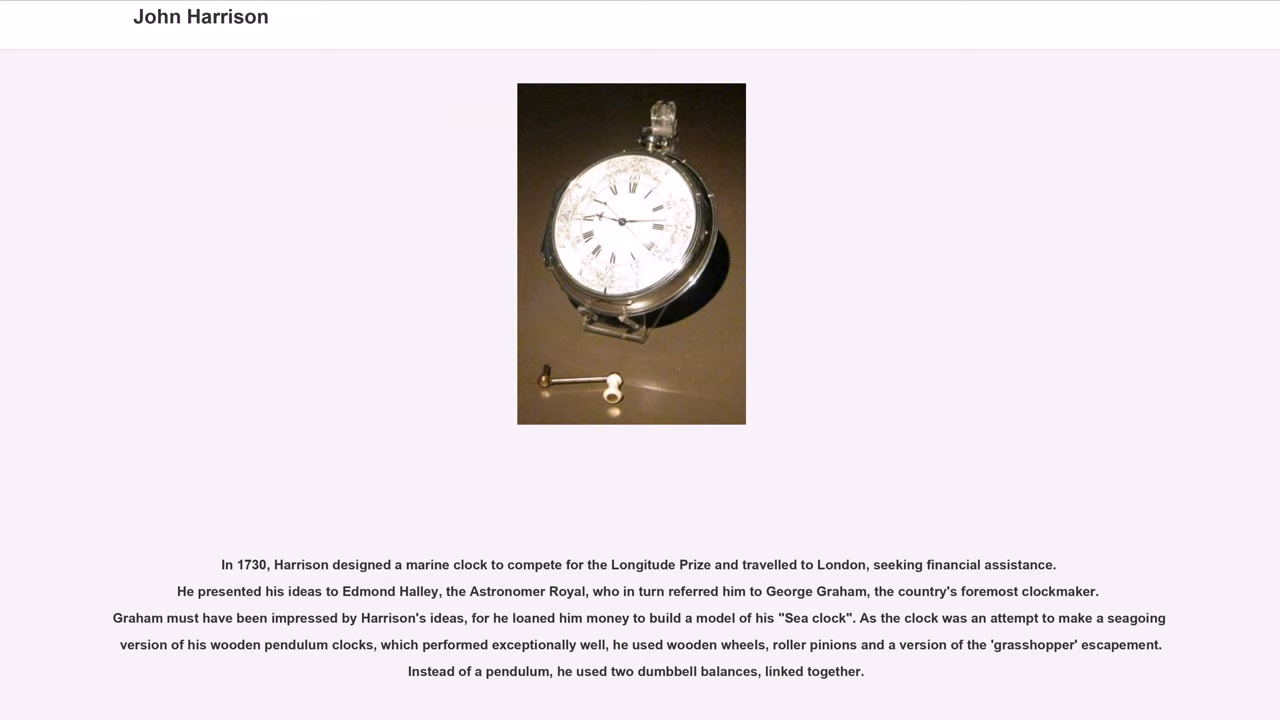 John Harrison
In 1730, Harrison designed a marine clock to compete for the Longitude Prize and travelled to London, seeking financial assistance.
He presented his ideas to Edmond Halley, the Astronomer Royal, who in turn referred him to George Graham, the country's foremost clockmaker.
Graham must have been impressed by Harrison's ideas, for he loaned him money to build a model of his "Sea clock". As the clock was an attempt to make a seagoing
version of his wooden pendulum clocks, which performed exceptionally well, he used wooden wheels, roller pinions and a version of the 'grasshopper' escapement.
Instead of a pendulum, he used two dumbbell balances, linked together.